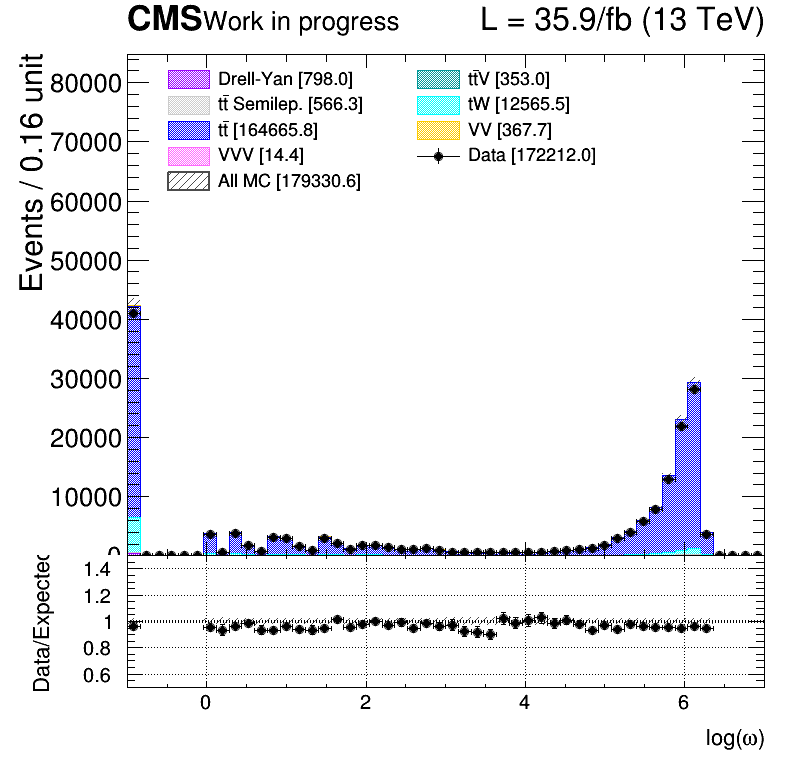 CMS Work in progress L = 35.9/fb (13 TeV)
Events / 0.16 unit
80000
70000
60000
50000
40000
30000
20000
10000
0
Drell-Yan [798.0]
tt̄ Semilep. [566.3]
tt̄ [164665.8]
VVV [14.4]
All MC [179330.6]
tt̄V [353.0]
tW [12565.5]
VV [367.7]
Data [172212.0]
Data/Expected
1.4
1.2
1
0.8
0.6
0 2 4 6
log(ω)